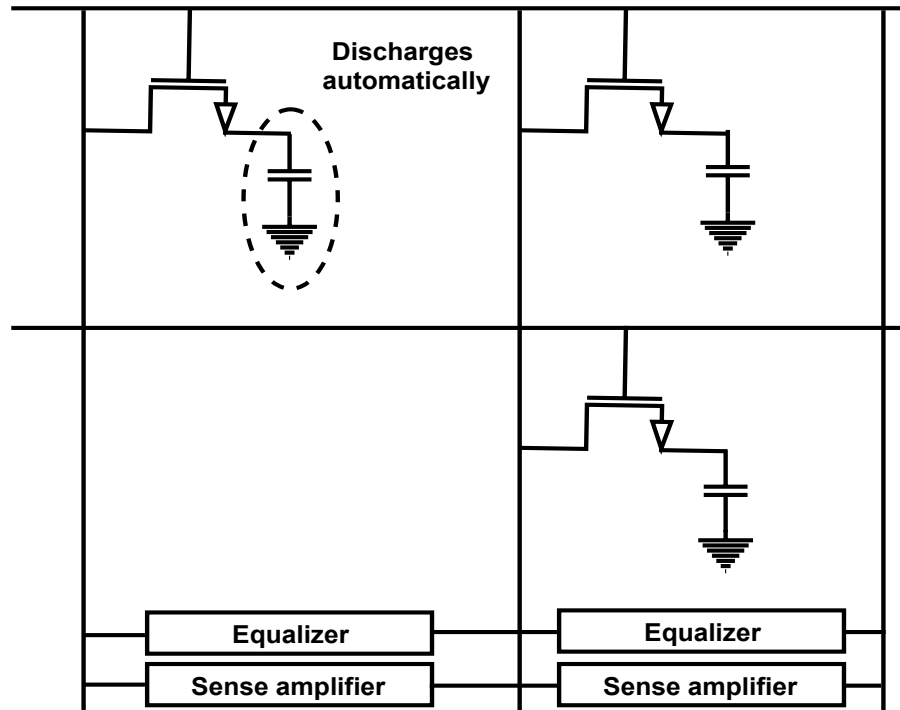 Discharges
automatically
Equalizer
Equalizer
Sense amplifier
Sense amplifier